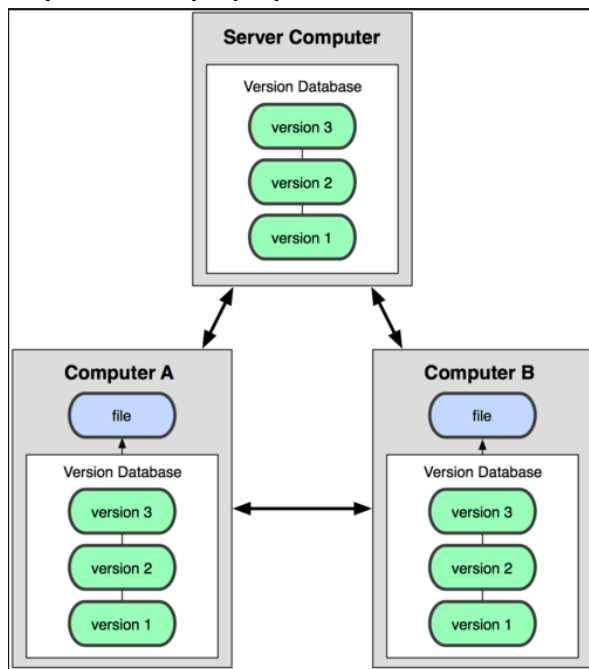 Server Computer
Version Database
version 3
version 2
version 1
Computer A
file
Version Database
version 3
version 2
version 1
Computer B
file
Version Database
version 3
version 2
version 1